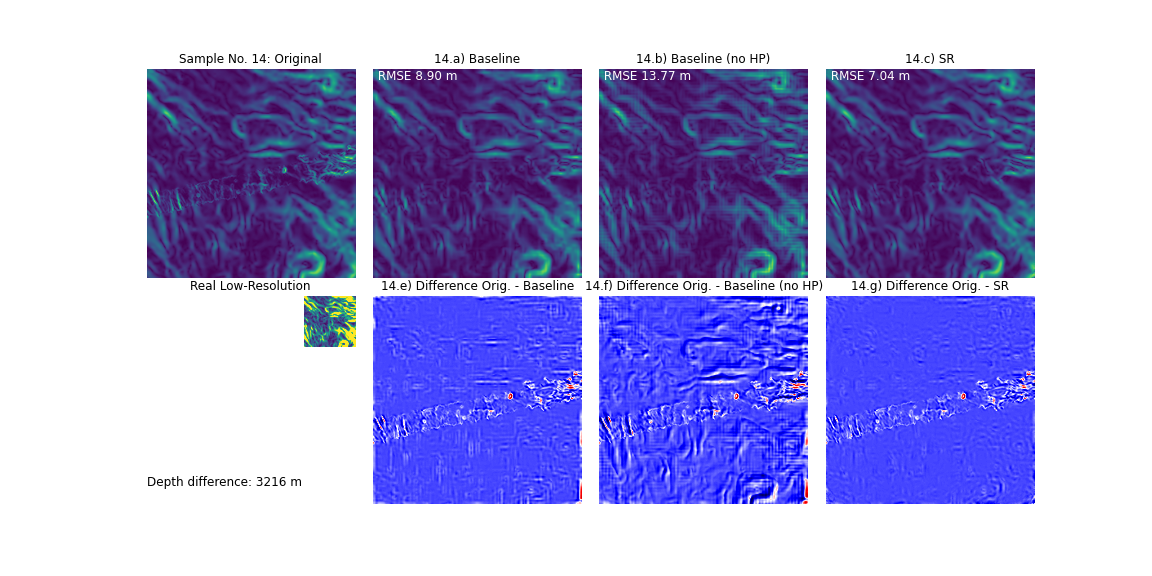 Sample No. 14: Original
14.a) Baseline
14.b) Baseline (no HP)
14.c) SR
RMSE 8.90 m
RMSE 13.77 m
RMSE 7.04 m
Real Low-Resolution
14.e) Difference Orig. - Baseline
14.f) Difference Orig. - Baseline (no HP)
14.g) Difference Orig. - SR
Depth difference: 3216 m